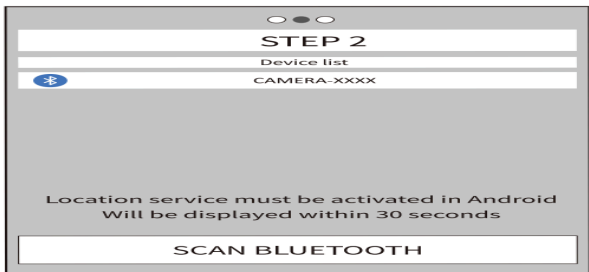 STEP 2
Device list
CAMERA-XXXX
Location service must be activated in Android
Will be displayed within 30 seconds
SCAN BLUETOOTH